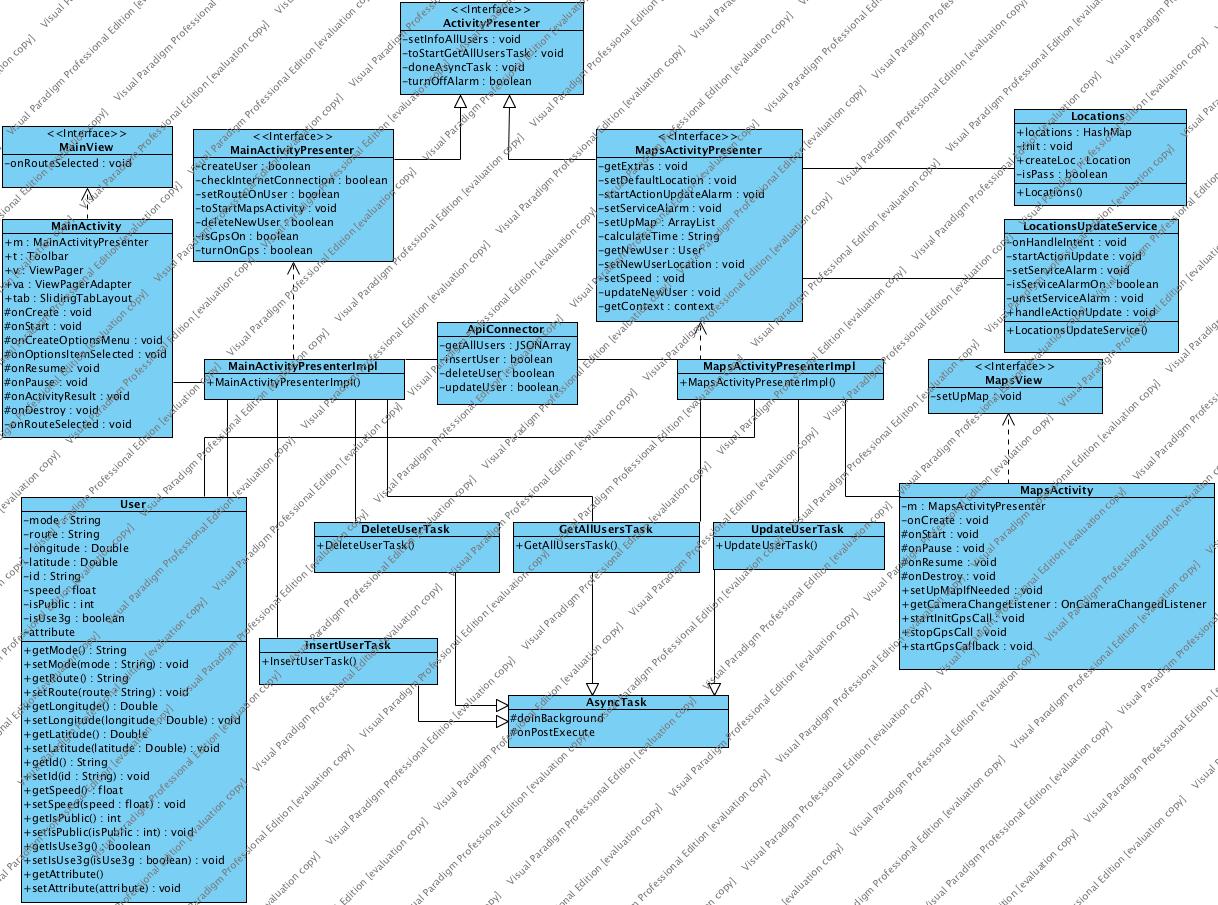 <<Interface>>
ActivityPresenter
-setInfoAllUsers : void
-toStartGetAllUsersTask : void
-doneAsyncTask : void
-turnOffAlarm : boolean
<<Interface>>
MainView
-onRouteSelected : void
<<Interface>>
MainActivityPresenter
-createUser : boolean
-checkInternetConnection : boolean
-setRouteOnUser : boolean
-toStartMapsActivity : void
-deleteNewUser : boolean
-isGpsOn : boolean
-turnOnGps : boolean
<<Interface>>
MapsActivityPresenter
-getExtras : void
-setDefaultLocation : void
-startActionUpdateAlarm : void
-setServiceAlarm : void
-setUpMap : ArrayList
-calculateTime : String
-getNewUser : User
-setNewUserLocation : void
-setSpeed : void
-updateNewUser : void
-getContext : context
Locations
+locations : HashMap
-init : void
+createLoc : Location
-isPass : boolean
+Locations()
MainActivity
+m : MainActivityPresenter
+t : Toolbar
+v : ViewPager
+va : ViewPagerAdapter
+tab : SlidingTabLayout
#onCreate : void
#onStart : void
#onCreateOptionsMenu : void
#onOptionsItemSelected : void
#onResume : void
#onPause : void
#onActivityResult : void
#onDestroy : void
-onRouteSelected : void
LocationsUpdateService
-onHandleIntent : void
-startActionUpdate : void
-setServiceAlarm : void
-isServiceAlarmOn : boolean
-unsetServiceAlarm : void
+handleActionUpdate : void
+LocationsUpdateService()
ApiConnector
-getAllUsers : JSONArray
-insertUser : boolean
-deleteUser : boolean
-updateUser : boolean
MainActivityPresenterImpl
+MainActivityPresenterImpl()
MapsActivityPresenterImpl
+MapsActivityPresenterImpl()
<<Interface>>
MapsView
-setUpMap : void
User
-mode : String
-route : String
-longitude : Double
-latitude : Double
-id : String
-speed : float
-isPublic : int
-isUse3g : boolean
-attribute
+getMode() : String
+setMode(mode : String) : void
+getRoute() : String
+setRoute(route : String) : void
+getLongitude() : Double
+setLongitude(longitude : Double) : void
+getLatitude() : Double
+setLatitude(latitude : Double) : void
+getId() : String
+setId(id : String) : void
+getSpeed() : float
+setSpeed(speed : float) : void
+getIsPublic() : int
+setIsPublic(isPublic : int) : void
+getIsUse3g() : boolean
+setIsUse3g(isUse3g : boolean) : void
+getAttribute()
+setAttribute(attribute) : void
DeleteUserTask
+DeleteUserTask()
GetAllUsersTask
+GetAllUsersTask()
UpdateUserTask
+UpdateUserTask()
MapsActivity
-m : MapsActivityPresenter
-onCreate : void
#onStart : void
#onPause : void
#onResume : void
#onDestroy : void
+setUpMapIfNeeded : void
+getCameraChangeListener : OnCameraChangedListener
+startInitGpsCall : void
+stopGpsCall : void
+startGpsCallback : void
InsertUserTask
+InsertUserTask()
AsyncTask
#doinBackground
#onPostExecute
Visual Paradigm Professional Edition [evaluation copy]